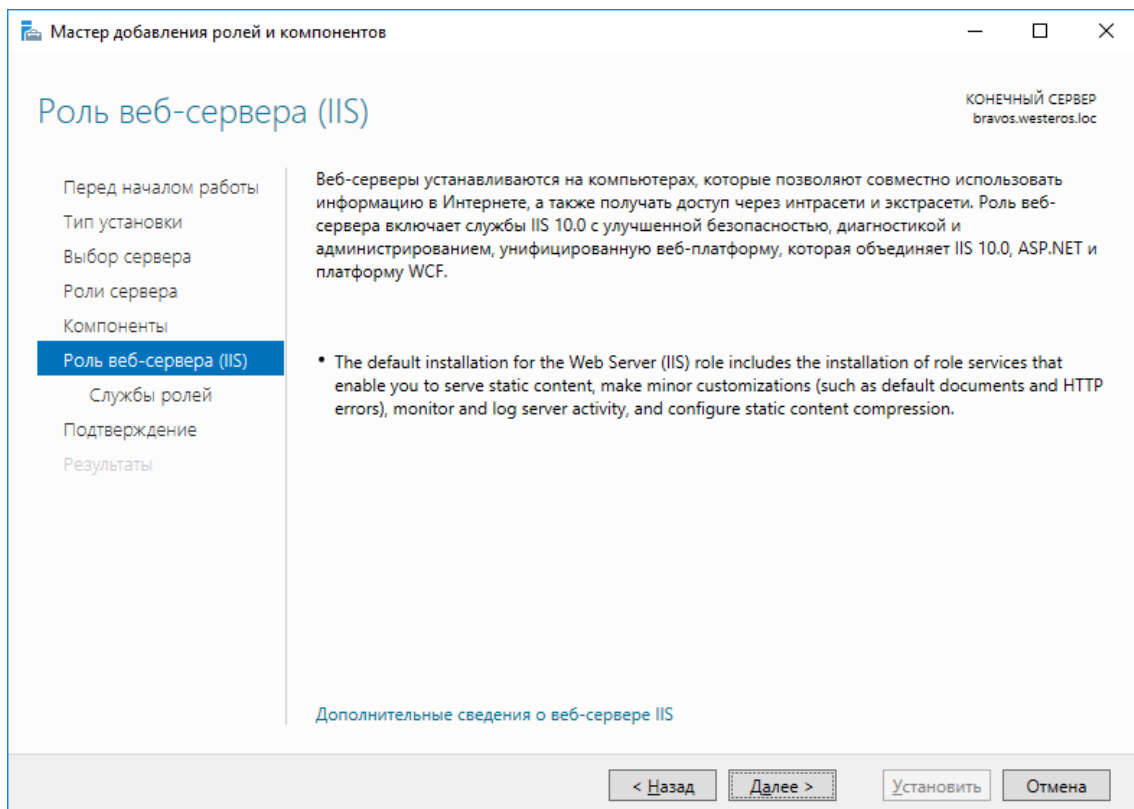 Мастер добавления ролей и компонентов
Роль веб-сервера (IIS)
КОНЕЧНЫЙ СЕРВЕР
bravos.westeros.loc
Перед началом работы
Тип установки
Выбор сервера
Роли сервера
Компоненты
Роль веб-сервера (IIS)
Службы ролей
Подтверждение
Результаты
Веб-серверы устанавливаются на компьютерах, которые позволяют совместно использовать
информацию в Интернете, а также получать доступ через интрасети и экстрасети. Роль веб-
сервера включает службы IIS 10.0 с улучшенной безопасностью, диагностикой и
администрированием, унифицированную веб-платформу, которая объединяет IIS 10.0, ASP.NET и
платформу WCF.
• The default installation for the Web Server (IIS) role includes the installation of role services that
enable you to serve static content, make minor customizations (such as default documents and HTTP
errors), monitor and log server activity, and configure static content compression.
Дополнительные сведения о веб-сервере IIS
< Назад
Далее >
Установить
Отмена